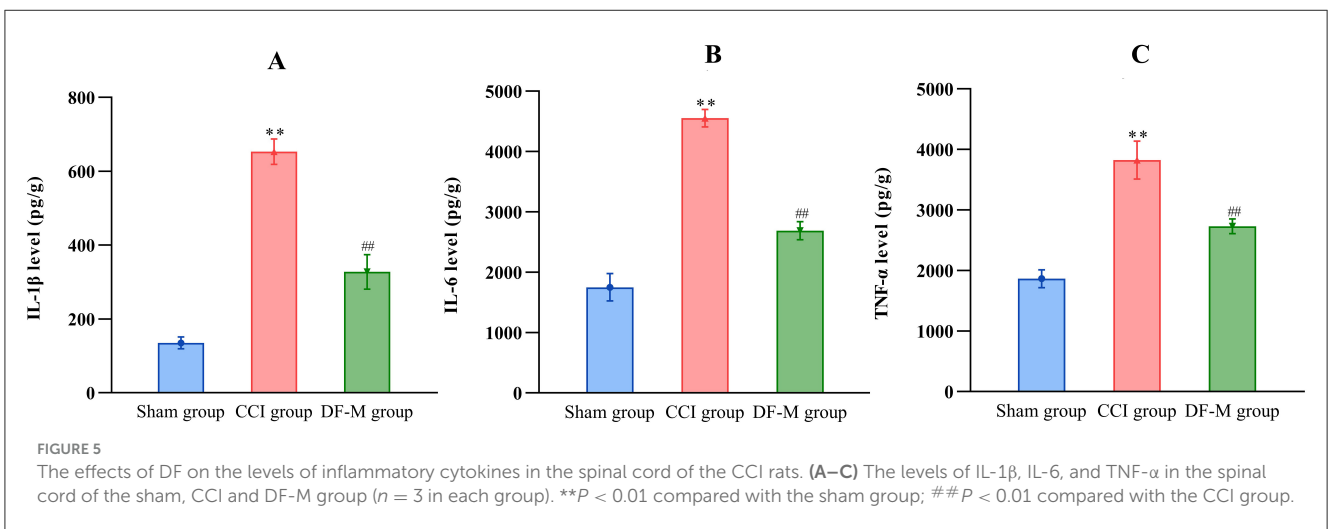 A
B
C
IL-1β level (pg/g)
800
600
400
200
0
**
##
Sham group CCI group DF-M group
IL-6 level (pg/g)
5000
4000
3000
2000
1000
0
**
##
Sham group CCI group DF-M group
TNF-α level (pg/g)
5000
4000
3000
2000
1000
0
**
##
Sham group CCI group DF-M group
FIGURE 5
The effects of DF on the levels of inflammatory cytokines in the spinal cord of the CCI rats. (A–C) The levels of IL-1β, IL-6, and TNF-α in the spinal
cord of the sham, CCI and DF-M group (n = 3 in each group). **P < 0.01 compared with the sham group; ##P < 0.01 compared with the CCI group.